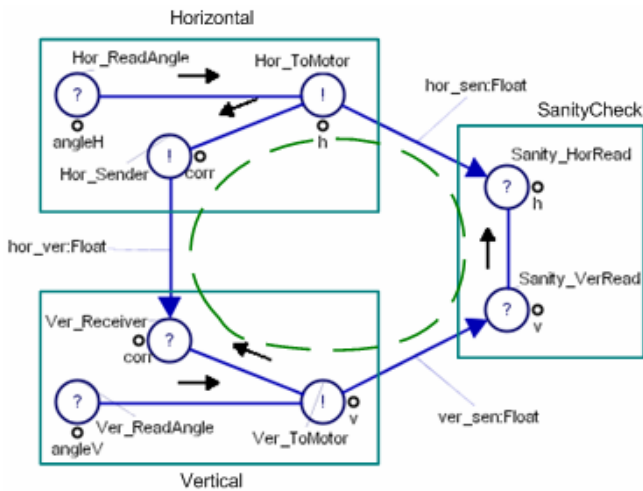 Horizontal
Hor_ReadAngle
Hor_ToMotor
?
!
angleH
h
!
corr
Hor_Sender
hor_sen:Float
SanityCheck
Sanity_HorRead
?
h
hor_ver:Float
Sanity_VerRead
?
v
Ver_Receiver
?
corr
?
!
v
Ver_ReadAngle
angleV
Ver_ToMotor
ver_sen:Float
Vertical